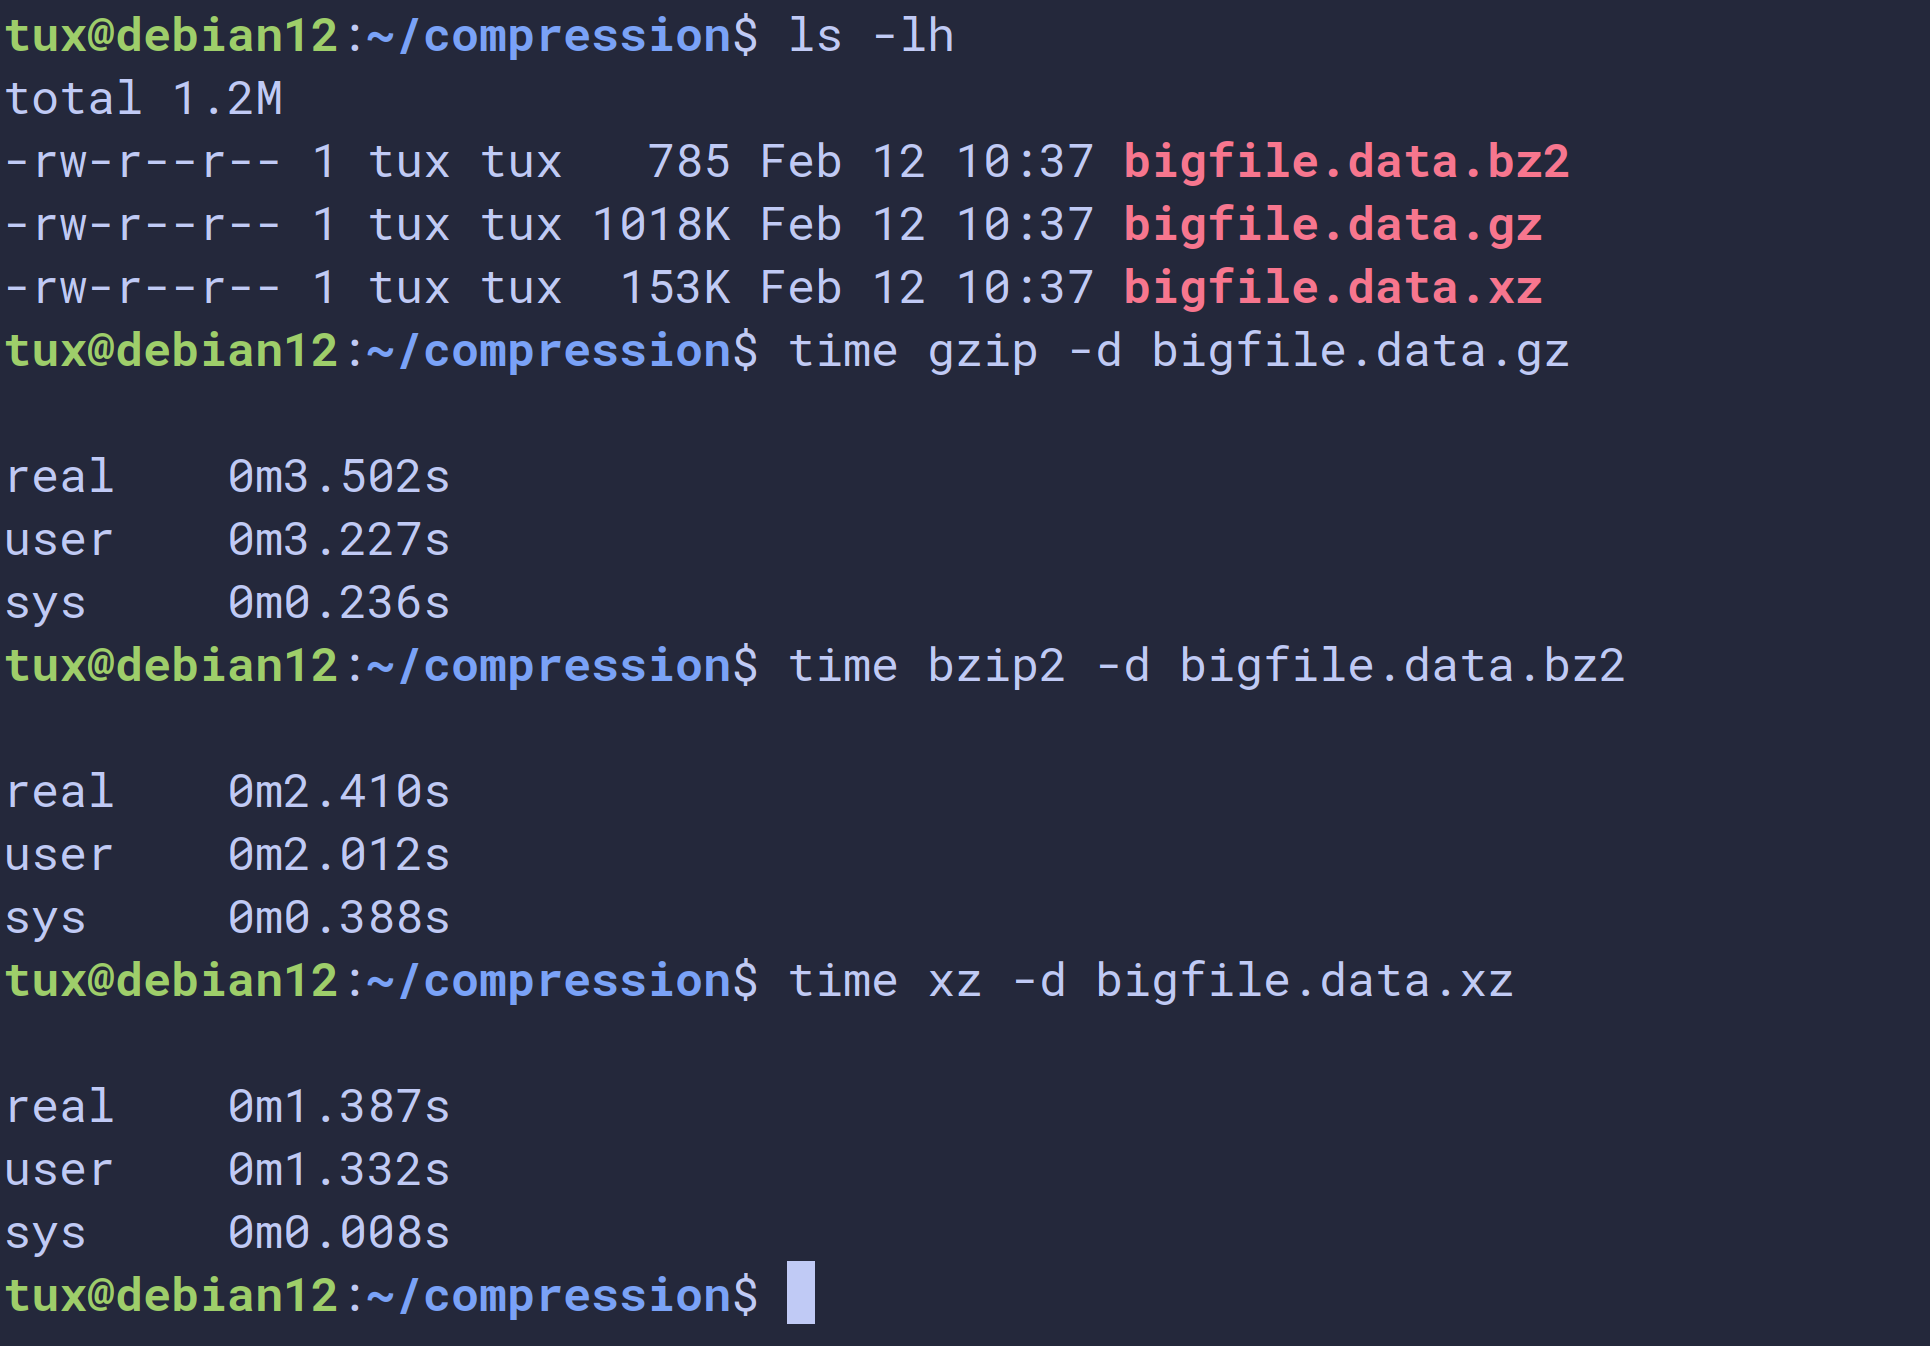 tux@debian12:~/compression$ ls -lh
total 1.2M
-rw-r--r-- 1 tux tux   785 Feb 12 10:37 bigfile.data.bz2
-rw-r--r-- 1 tux tux 1018K Feb 12 10:37 bigfile.data.gz
-rw-r--r-- 1 tux tux  153K Feb 12 10:37 bigfile.data.xz
tux@debian12:~/compression$ time gzip -d bigfile.data.gz

real    0m3.502s
user    0m3.227s
sys     0m0.236s
tux@debian12:~/compression$ time bzip2 -d bigfile.data.bz2

real    0m2.410s
user    0m2.012s
sys     0m0.388s
tux@debian12:~/compression$ time xz -d bigfile.data.xz

real    0m1.387s
user    0m1.332s
sys     0m0.008s
tux@debian12:~/compression$